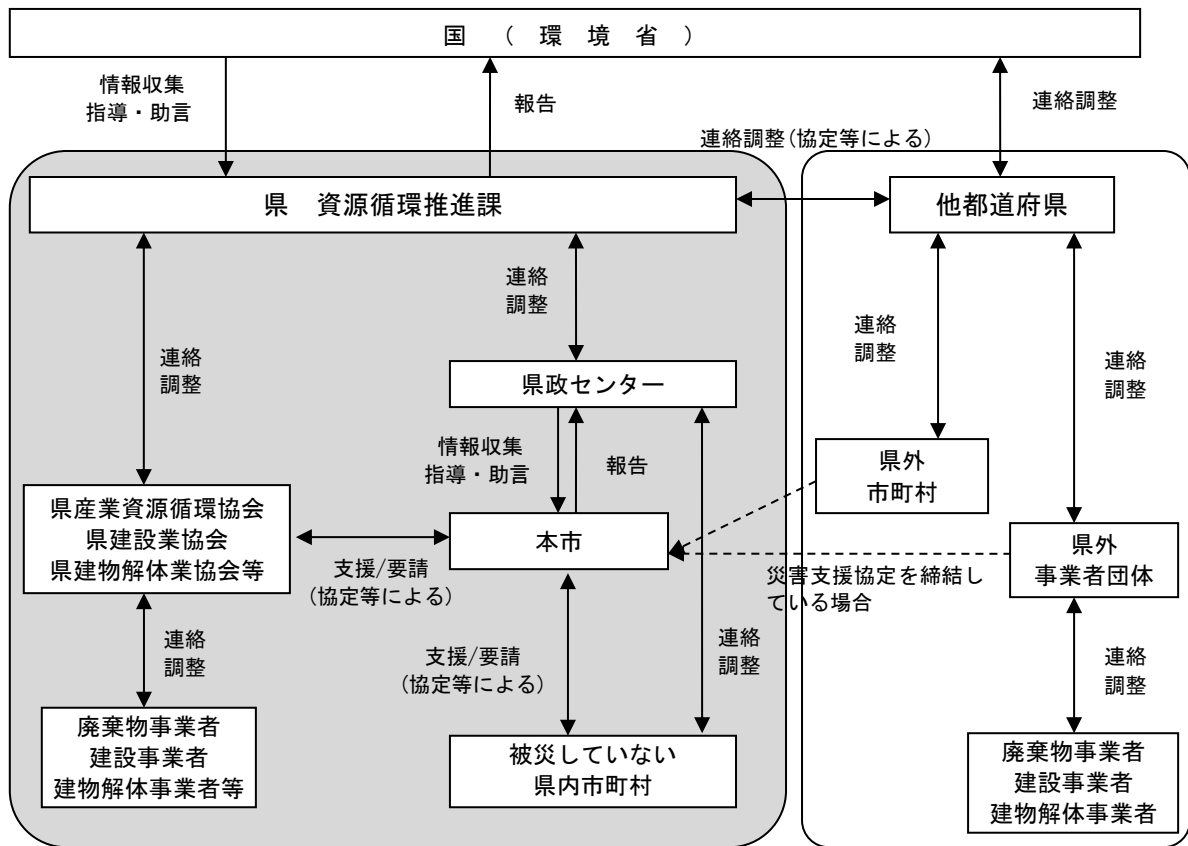 国 （ 環 境 省 ）
情報収集
指導・助言
報告
連絡調整
連絡調整(協定等による)
県 資源循環推進課
他都道府県
連絡
調整
連絡
調整
連絡
調整
連絡
調整
県政センター
情報収集
指導・助言
報告
県外
市町村
県産業資源循環協会
県建設業協会
県建物解体業協会等
本市
県外
事業者団体
支援/要請
(協定等による)
災害支援協定を締結し
ている場合
連絡
調整
支援/要請
(協定等による)
連絡
調整
連絡
調整
廃棄物事業者
建設事業者
建物解体事業者等
被災していない
県内市町村
廃棄物事業者
建設事業者
建物解体事業者